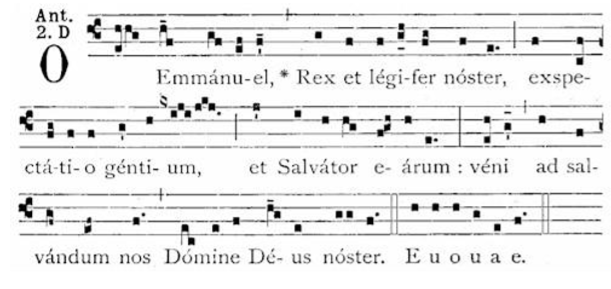 Ant.
2. D
O Emmánu-el, * Rex et légi-fer nóster, exspe-
ctá-ti-o génti-um, et Salvátor e-árum : véni ad sal-
vándum nos Dómine Dé-us nóster. E u o u a e.